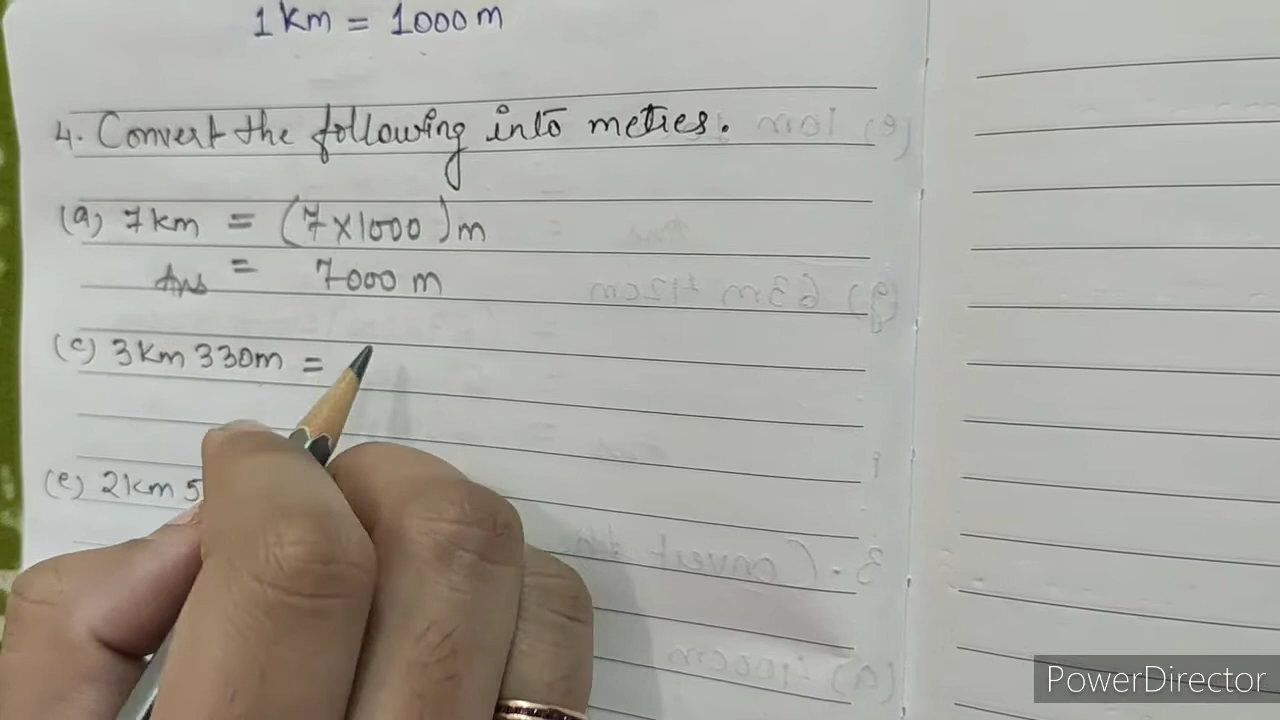 1 km = 1000 m
4. Convert the following into metres.
(a) 7 km = (7 x 1000) m
Ans = 7000 m
(c) 3 km 330m =
(e) 2km 5
PowerDirector